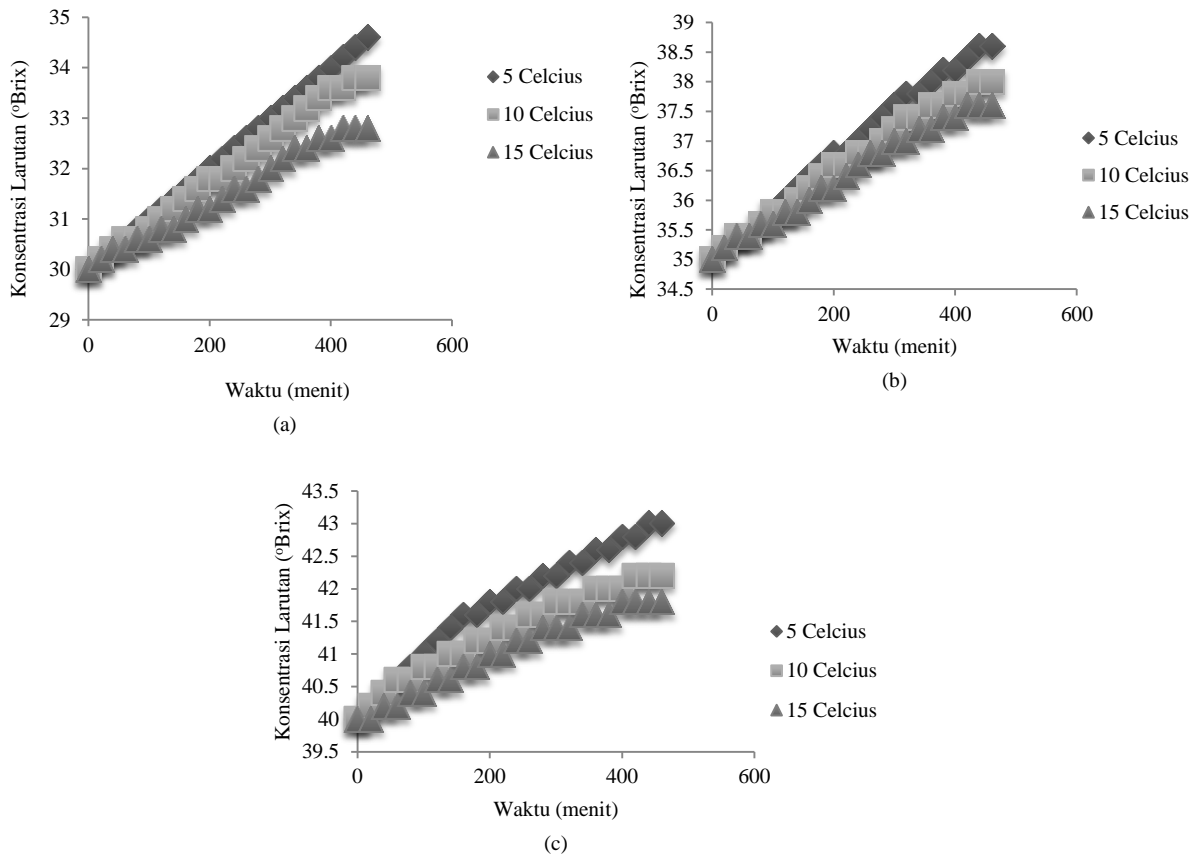 Konsentrasi Larutan (°Brix)
35
34
33
32
31
30
29
0
200
400
600
Waktu (menit)
5 Celcius
10 Celcius
15 Celcius
(a)
Konsentrasi Larutan (°Brix)
39
38.5
38
37.5
37
36.5
36
35.5
35
34.5
0
200
400
600
Waktu (menit)
5 Celcius
10 Celcius
15 Celcius
(b)
Konsentrasi Larutan (°Brix)
43.5
43
42.5
42
41.5
41
40.5
40
39.5
0
200
400
600
Waktu (menit)
5 Celcius
10 Celcius
15 Celcius
(c)